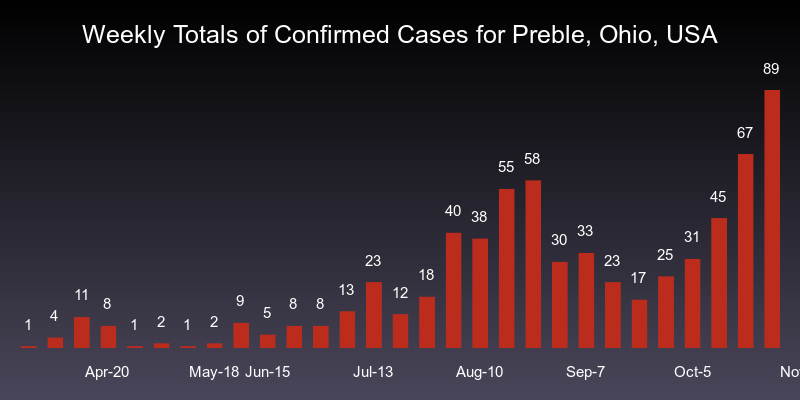 Weekly Totals of Confirmed Cases for Preble, Ohio, USA
1 4 11 8 1 2 1 2 9 5 8 8 13 23 12 18 40 38 55 58 30 33 23 17 25 31 45 67 89
Apr-20 May-18 Jun-15 Jul-13 Aug-10 Sep-7 Oct-5